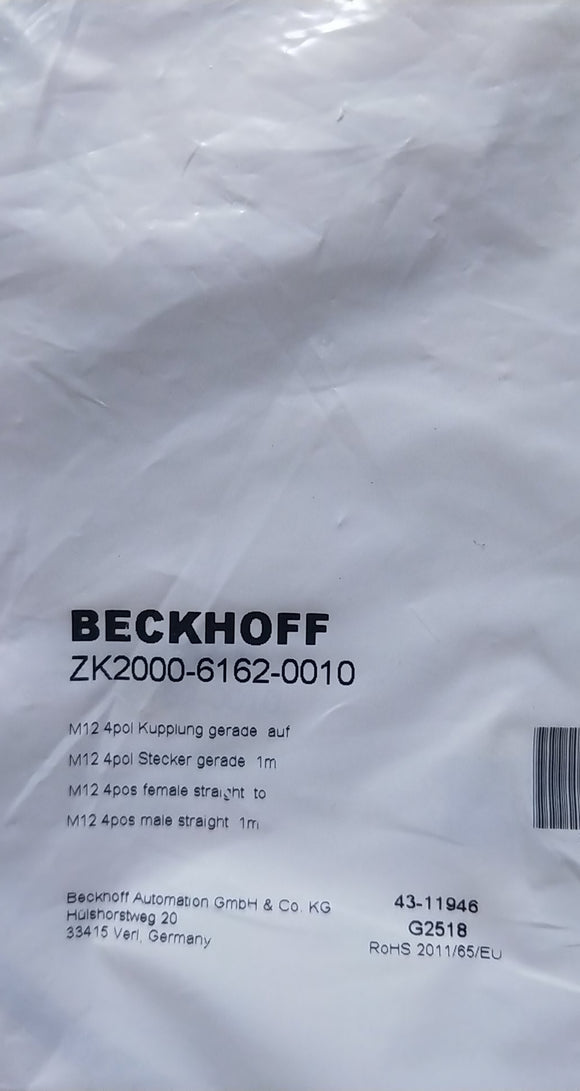 BECKHOFF
ZK2000-6162-0010
M12 4pol Kupplung gerade auf
M12 4pol Stecker gerade 1m
M12 4pos female straight to
M12 4pos male straight 1m
Beckhoff Automation GmbH & Co. KG
Hülshorstweg 20
33415 Verl, Germany
43-11946
G2518
RoHS 2011/65/EU